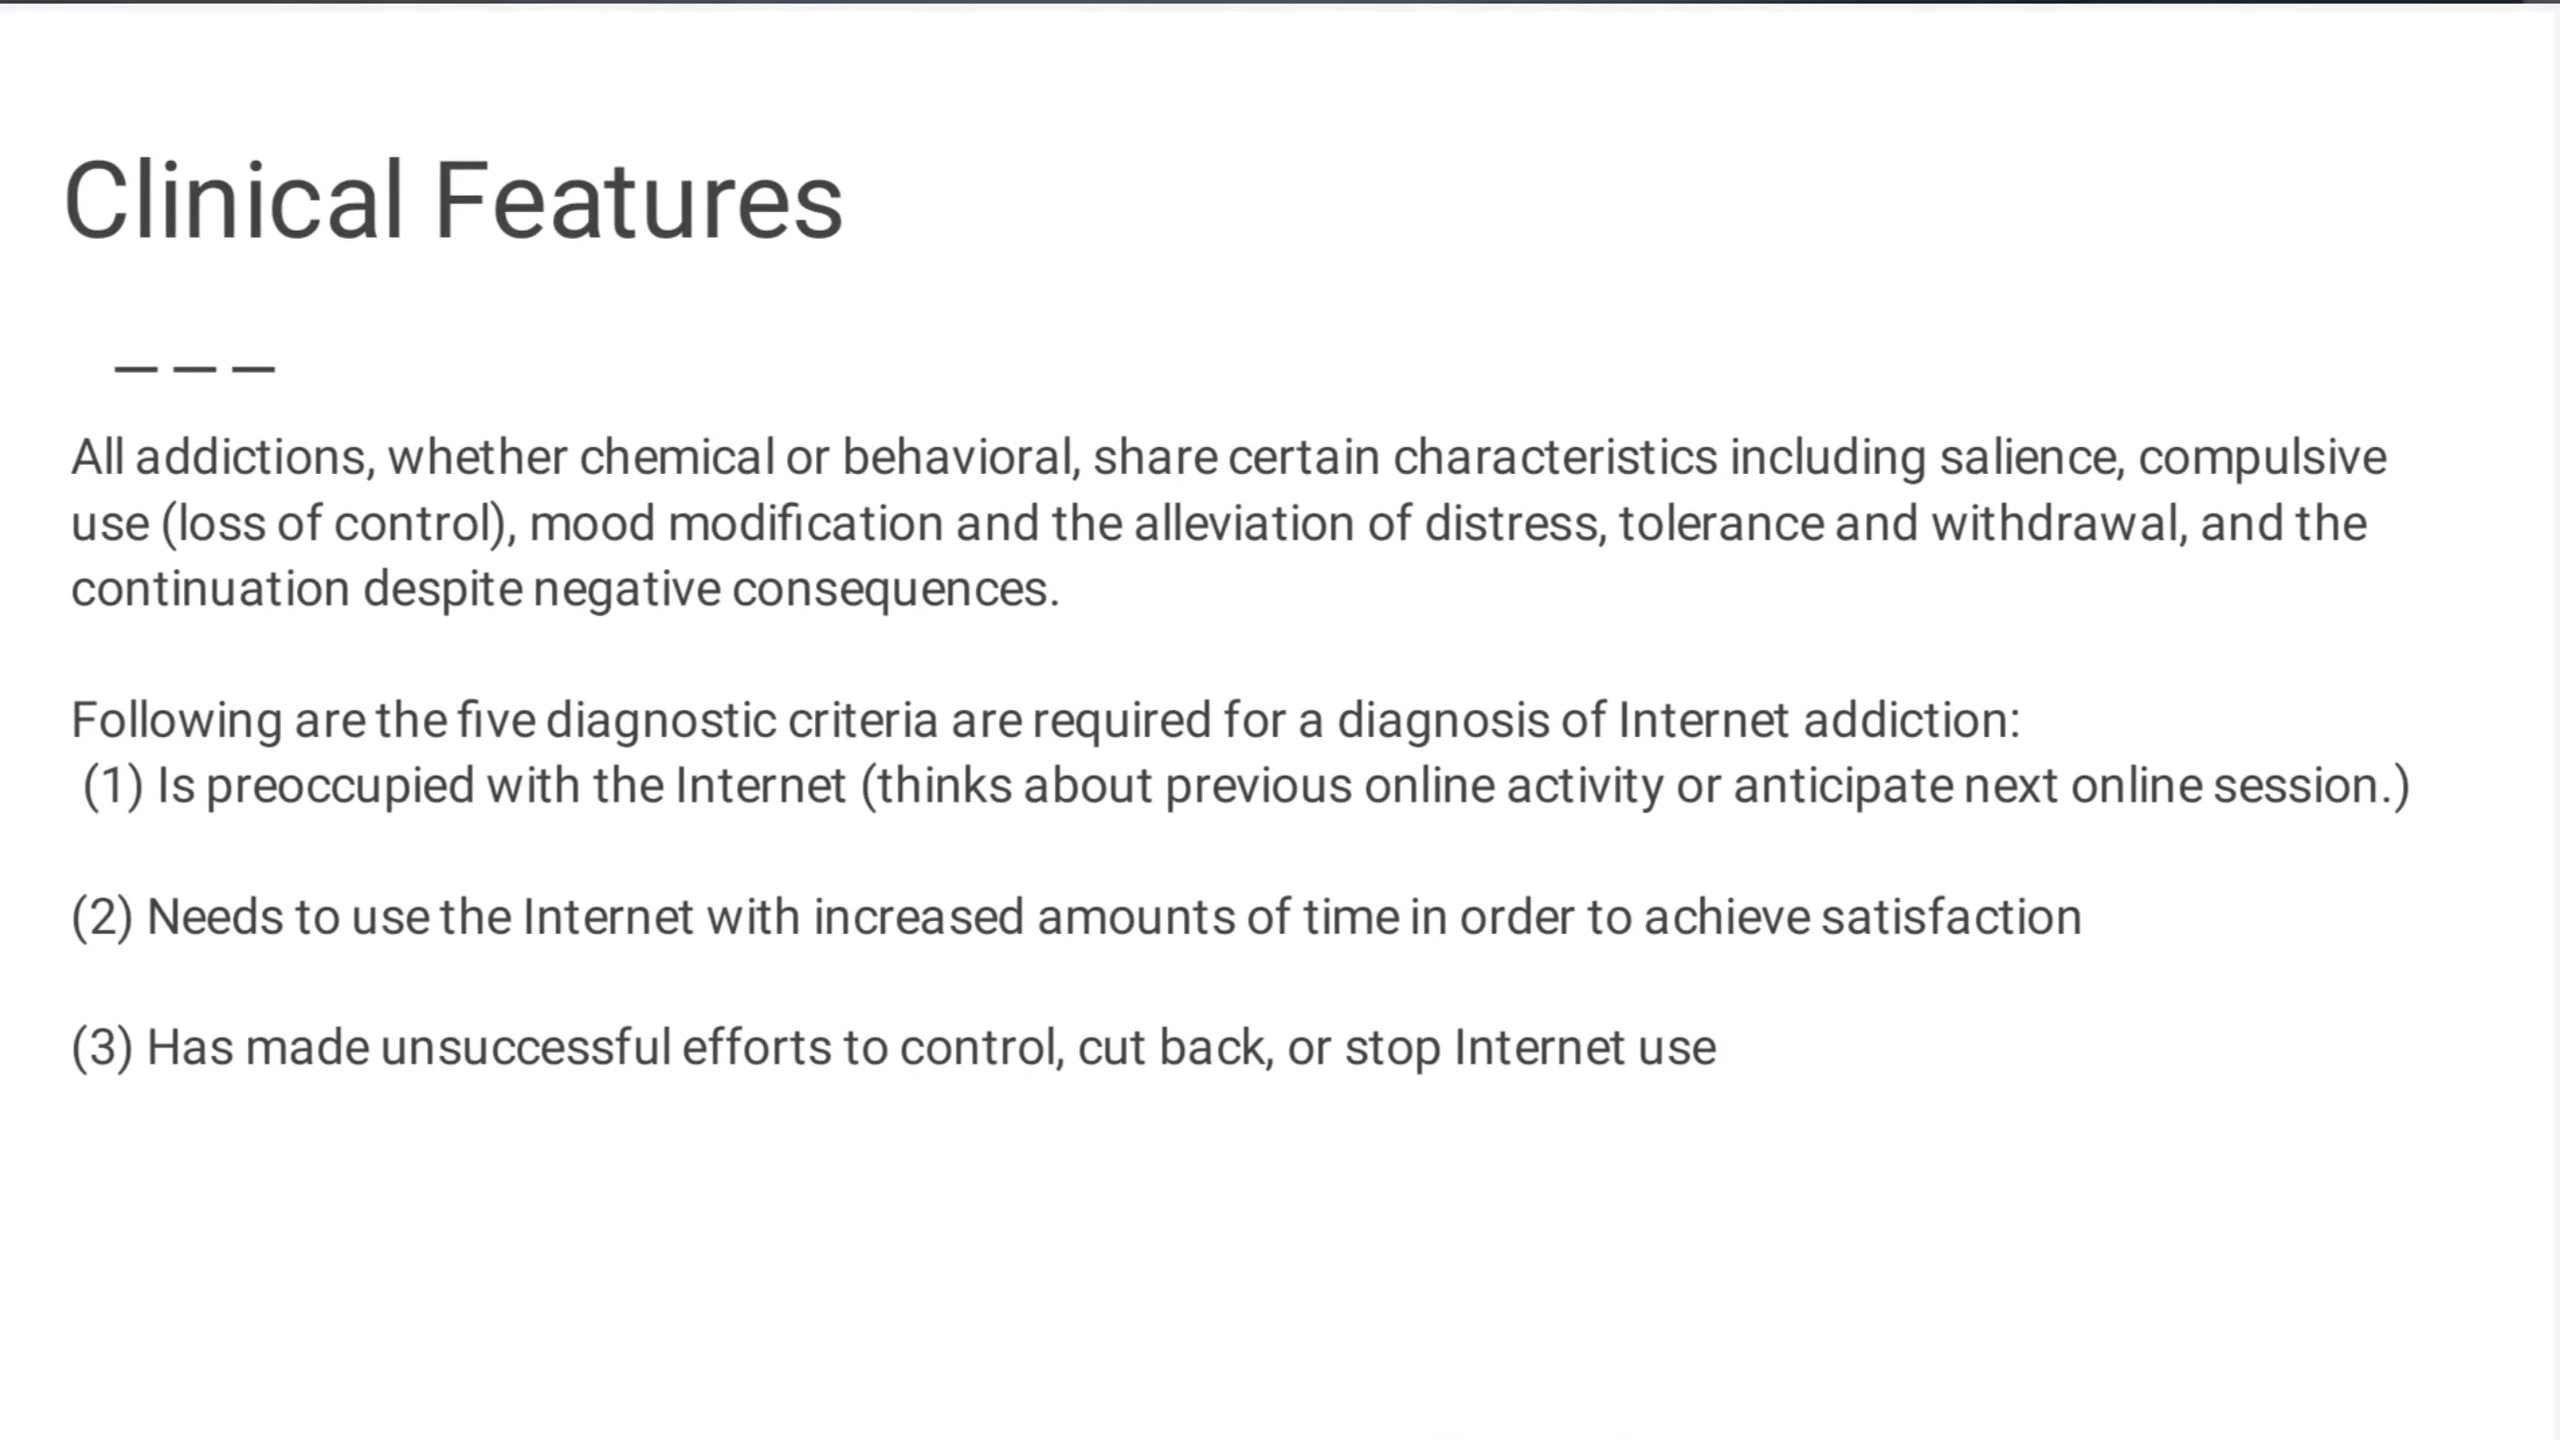 Clinical Features
– – –
All addictions, whether chemical or behavioral, share certain characteristics including salience, compulsive
use (loss of control), mood modification and the alleviation of distress, tolerance and withdrawal, and the
continuation despite negative consequences.
Following are the five diagnostic criteria are required for a diagnosis of Internet addiction:
(1) Is preoccupied with the Internet (thinks about previous online activity or anticipate next online session.)
(2) Needs to use the Internet with increased amounts of time in order to achieve satisfaction
(3) Has made unsuccessful efforts to control, cut back, or stop Internet use